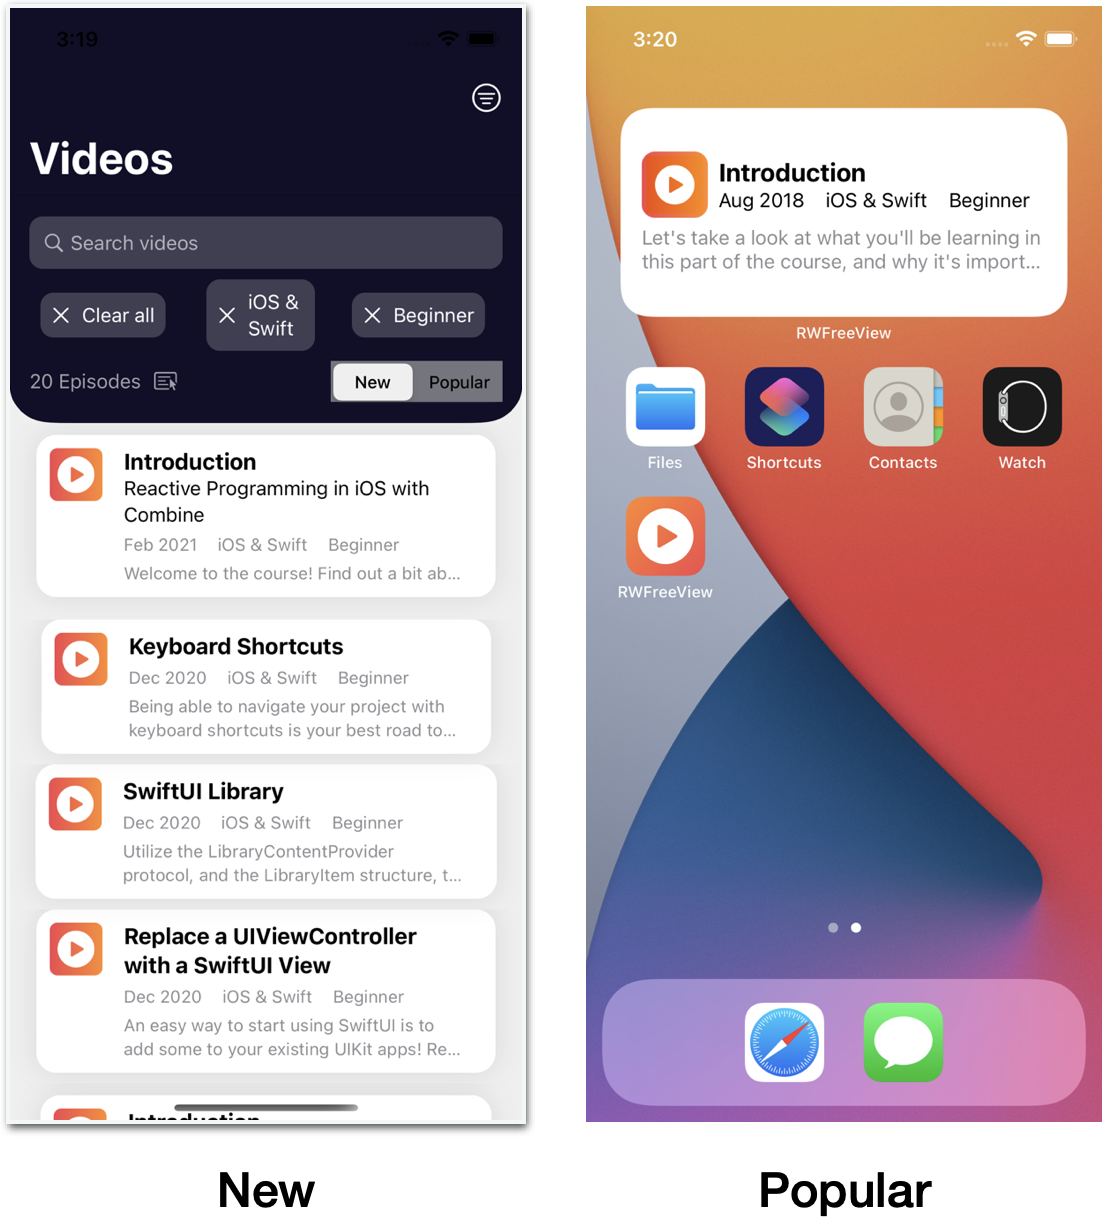 3:19
Videos
Search videos
Clear all
iOS &
Swift
Beginner
20 Episodes
New
Popular
Introduction
Reactive Programming in iOS with
Combine
Feb 2021 iOS & Swift Beginner
Welcome to the course! Find out a bit ab...
Keyboard Shortcuts
Dec 2020 iOS & Swift Beginner
Being able to navigate your project with
keyboard shortcuts is your best road to...
SwiftUI Library
Dec 2020 iOS & Swift Beginner
Utilize the LibraryContentProvider
protocol, and the LibraryItem structure, t...
Replace a UIViewController
with a SwiftUI View
Dec 2020 iOS & Swift Beginner
An easy way to start using SwiftUI is to
add some to your existing UIKit apps! Re...
Introduction
New
3:20
Introduction
Aug 2018 iOS & Swift Beginner
Let's take a look at what you'll be learning in
this part of the course, and why it's import...
RWFreeView
Files
Shortcuts
Contacts
Watch
RWFreeView
Popular